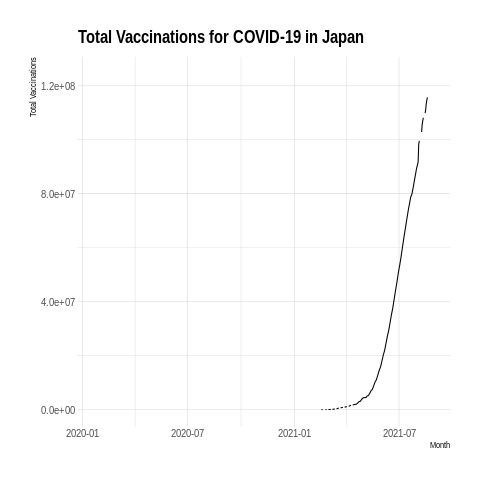 Total Vaccinations for COVID-19 in Japan
Total Vaccinations
1.2e+08
8.0e+07
4.0e+07
0.0e+00
2020-01 2020-07 2021-01 2021-07
Month